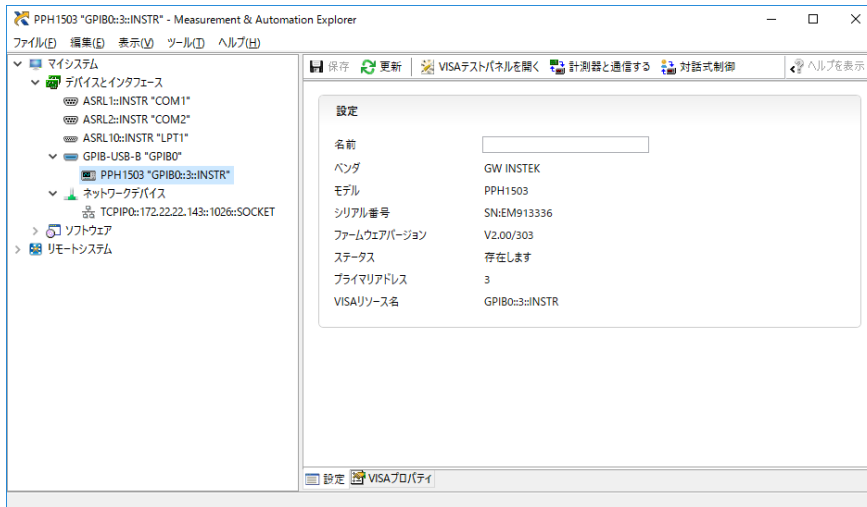 PPH1503 "GPIB0::3::INSTR" - Measurement & Automation Explorer
ファイル(F) 編集(E) 表示(V) ツール(T) ヘルプ(H)
マイシステム
デバイスとインタフェース
ASRL1::INSTR "COM1"
ASRL2::INSTR "COM2"
ASRL10::INSTR "LPT1"
GPIB-USB-B "GPIB0"
PPH1503 "GPIB0::3::INSTR"
ネットワークデバイス
TCPIP0::172.22.22.143::1026::SOCKET
ソフトウェア
リモートシステム
保存 更新 VISAテストパネルを開く 計測器と通信する 対話式制御 ヘルプを表示
設定
名前
ベンダ GW INSTEK
モデル PPH1503
シリアル番号 SN:EM913336
ファームウェアバージョン V2.00/303
ステータス 存在します
プライマリアドレス 3
VISAリソース名 GPIB0::3::INSTR
設定 VISAプロパティ